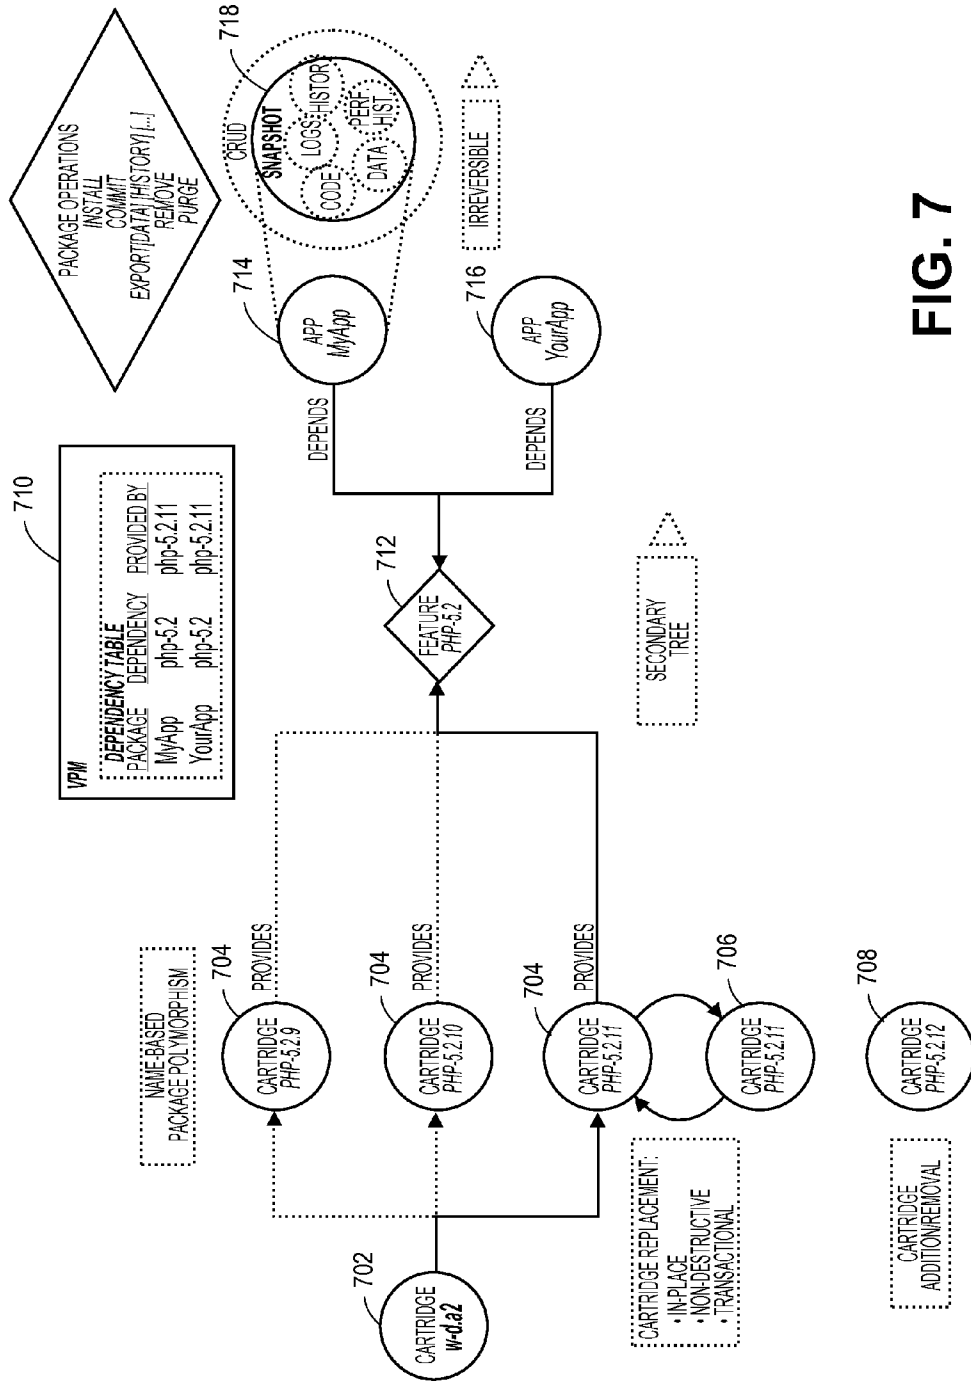 PACKAGE OPERATIONS
INSTALL
COMMIT
EXPORT[DATA] [HISTORY] [...]
REMOVE
PURGE
710
VPM
DEPENDENCY TABLE
PACKAGE DEPENDENCY PROVIDED BY
MyApp php-5.2 php-5.2.11
YourApp php-5.2 php-5.2.11
NAME-BASED
PACKAGE POLYMORPHISM
702
CARTRIDGE
w-d.a2
704
CARTRIDGE
PHP-5.2.9
PROVIDES
704
CARTRIDGE
PHP-5.2.10
PROVIDES
704
CARTRIDGE
PHP-5.2.11
PROVIDES
706
CARTRIDGE
PHP-5.2.11
708
CARTRIDGE
PHP-5.2.12
CARTRIDGE REPLACEMENT:
• IN-PLACE
• NON-DESTRUCTIVE
• TRANSACTIONAL
CARTRIDGE
ADDITION/REMOVAL
712
FEATURE
PHP-5.2
DEPENDS
DEPENDS
714
APP
MyApp
716
APP
YourApp
718
CRUD
SNAPSHOT
CODE
LOGS
HISTORY
DATA
PERF.
HIST
SECONDARY
TREE
IRREVERSIBLE
FIG. 7